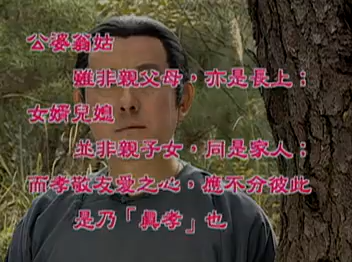 公婆翁姑
雖非親父母，亦是長上；
女婿兒媳
並非親子女，同是家人；
而孝敬友愛之心，應不分彼此
是乃「真孝」也